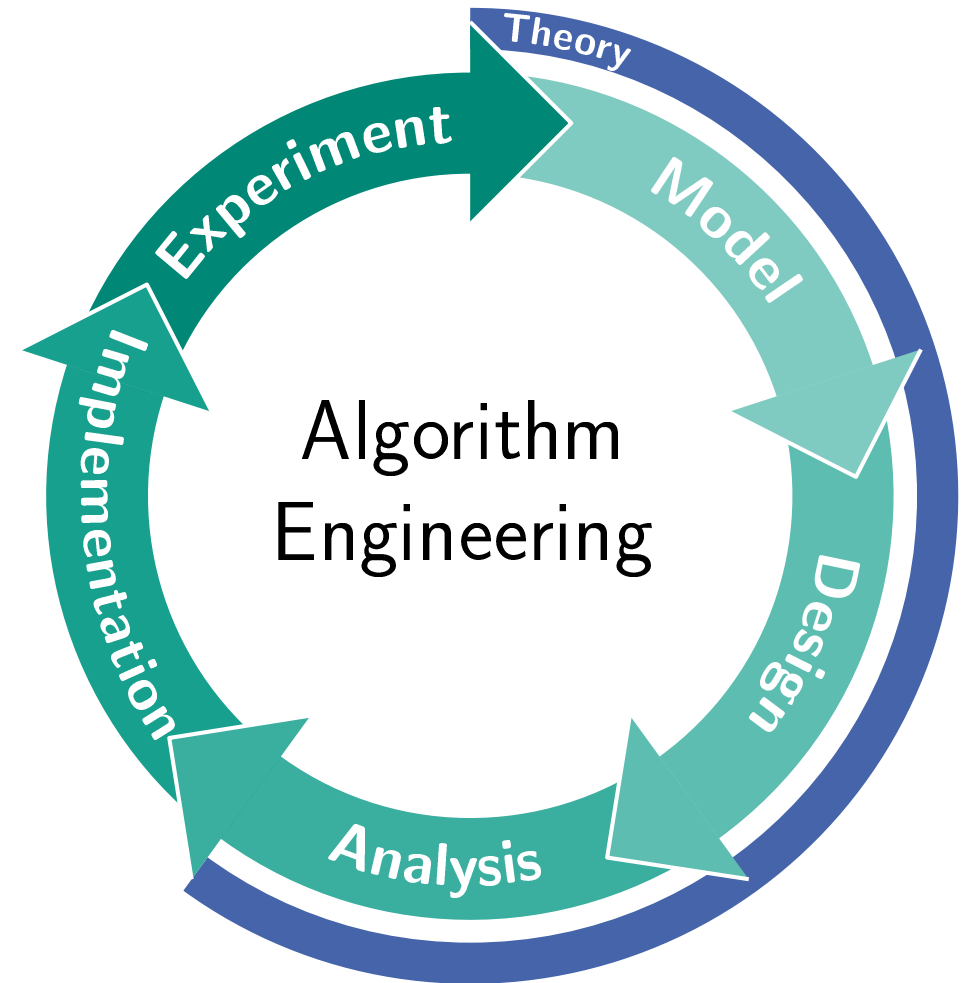 Theory
Experiment
Model
Implementation
Algorithm
Engineering
Design
Analysis